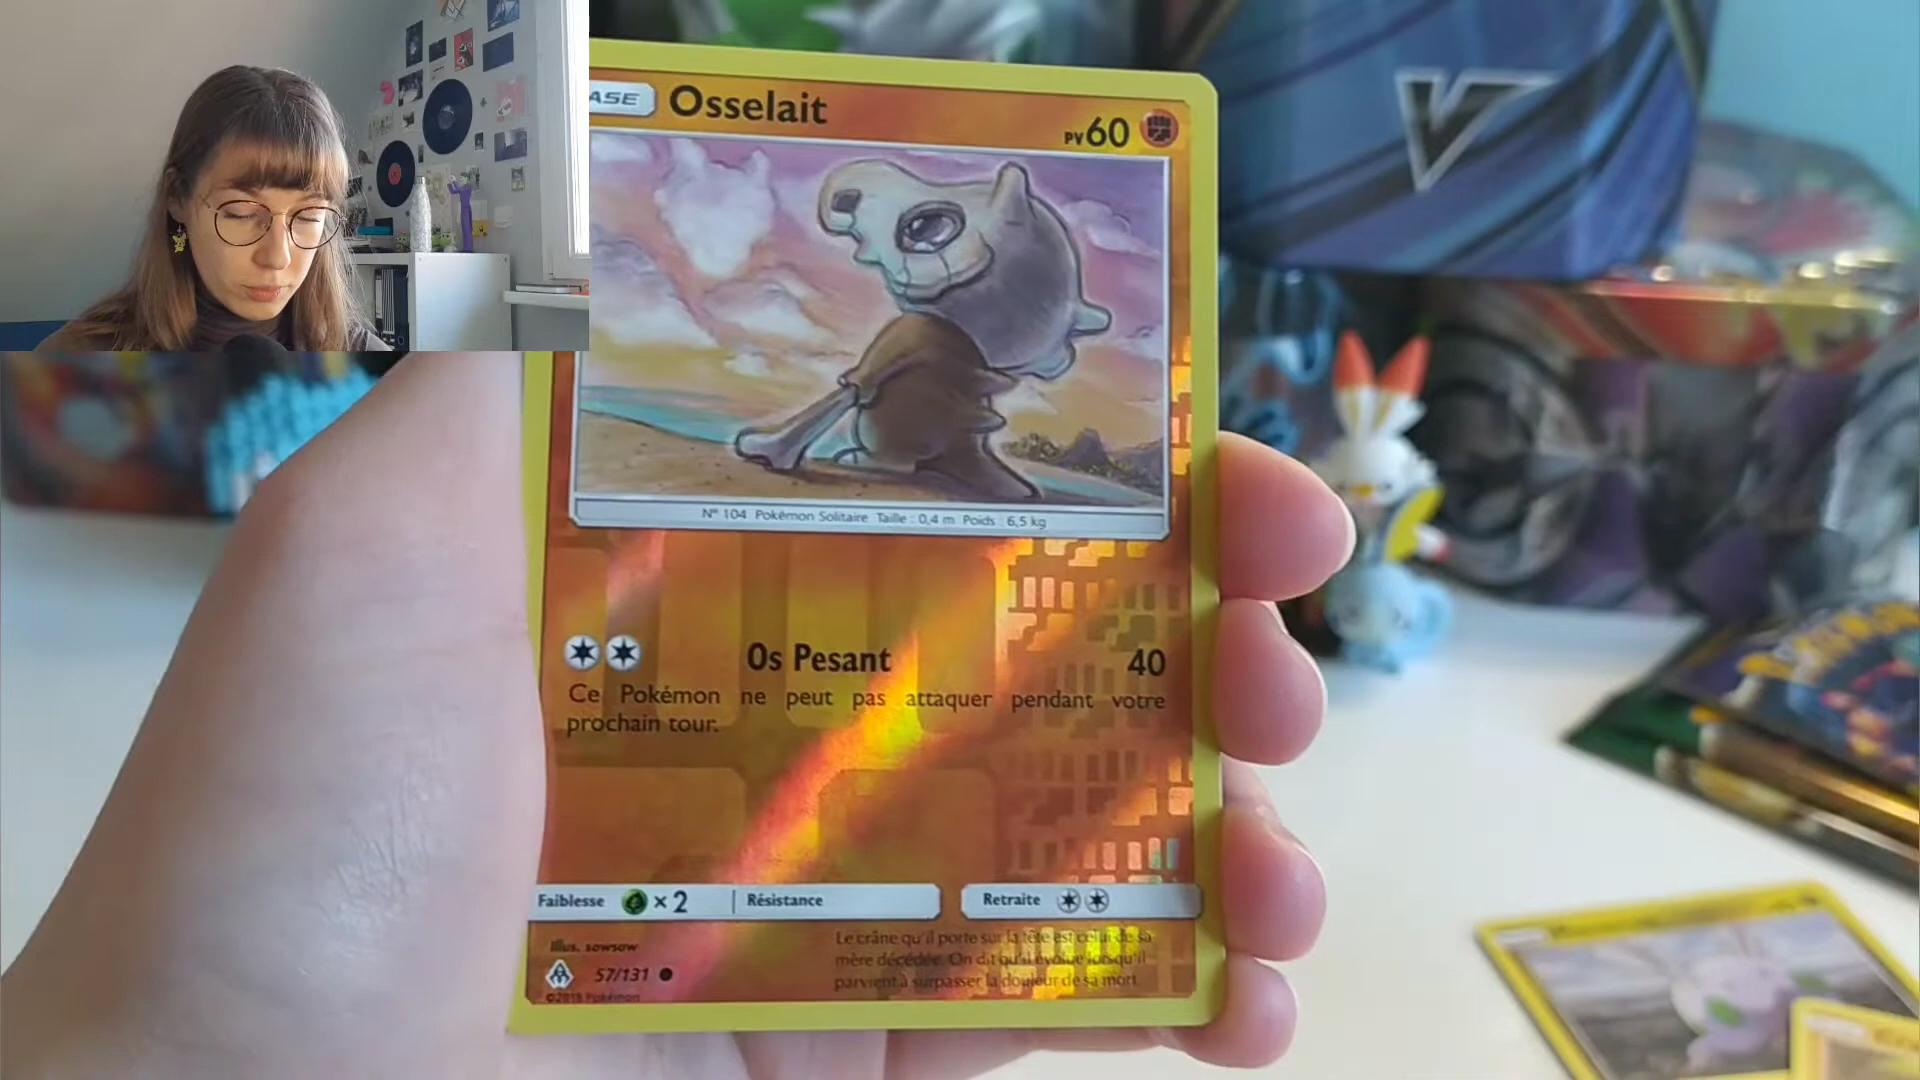 ASE Osselait
PV 60
N° 104 Pokémon Solitaire Taille : 0,4 m Poids : 6,5 kg
Os Pesant 40
Ce Pokémon ne peut pas attaquer pendant votre
prochain tour.
Faiblesse × 2 Résistance Retraite
Illus. sowsow
57/131
©2018 Pokémon
Le crâne qu'il porte sur la tête est celui de sa
mère décédée. On dit qu'il évolue lorsqu'il
parvient à surpasser la douleur de sa mort.
V